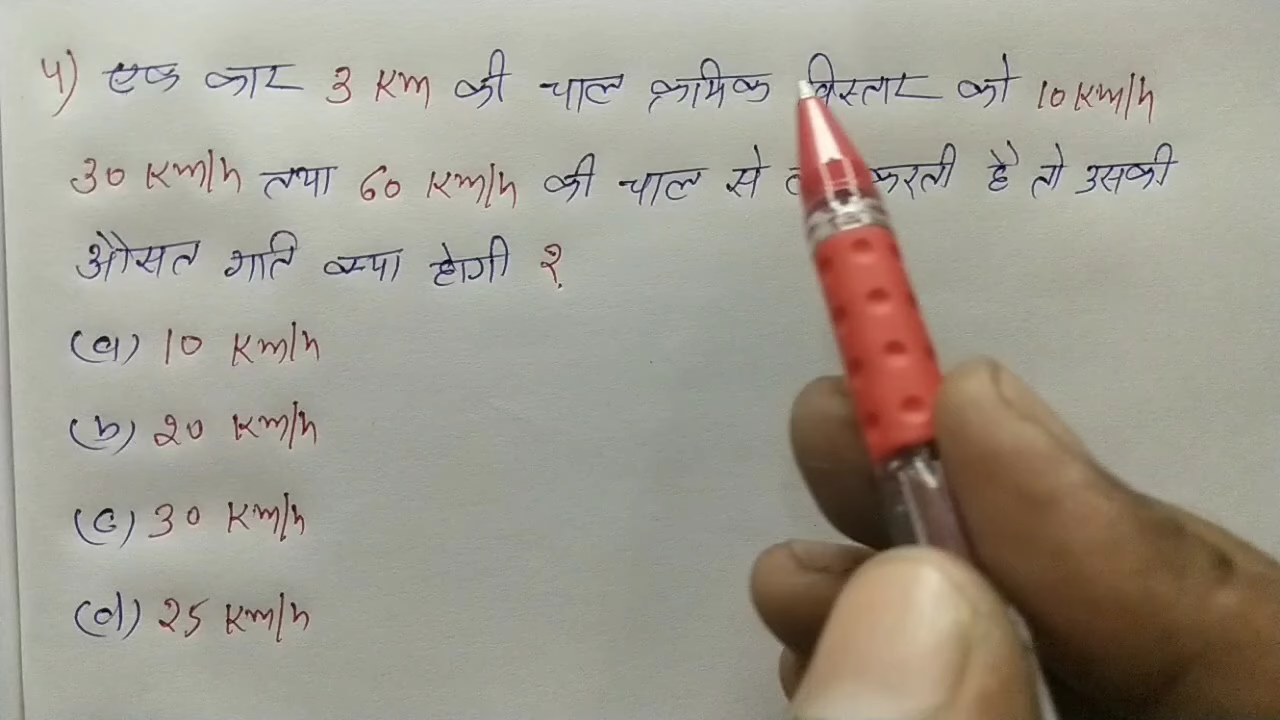 4) एक कार 3 Km की चाल क्रमिक विस्तार को 10 Km/h
30 Km/h तथा 60 Km/h की चाल से करती है तो उसकी
औसत गति क्या होगी ?
(a) 10 Km/h
(b) 20 Km/h
(c) 30 Km/h
(d) 25 Km/h